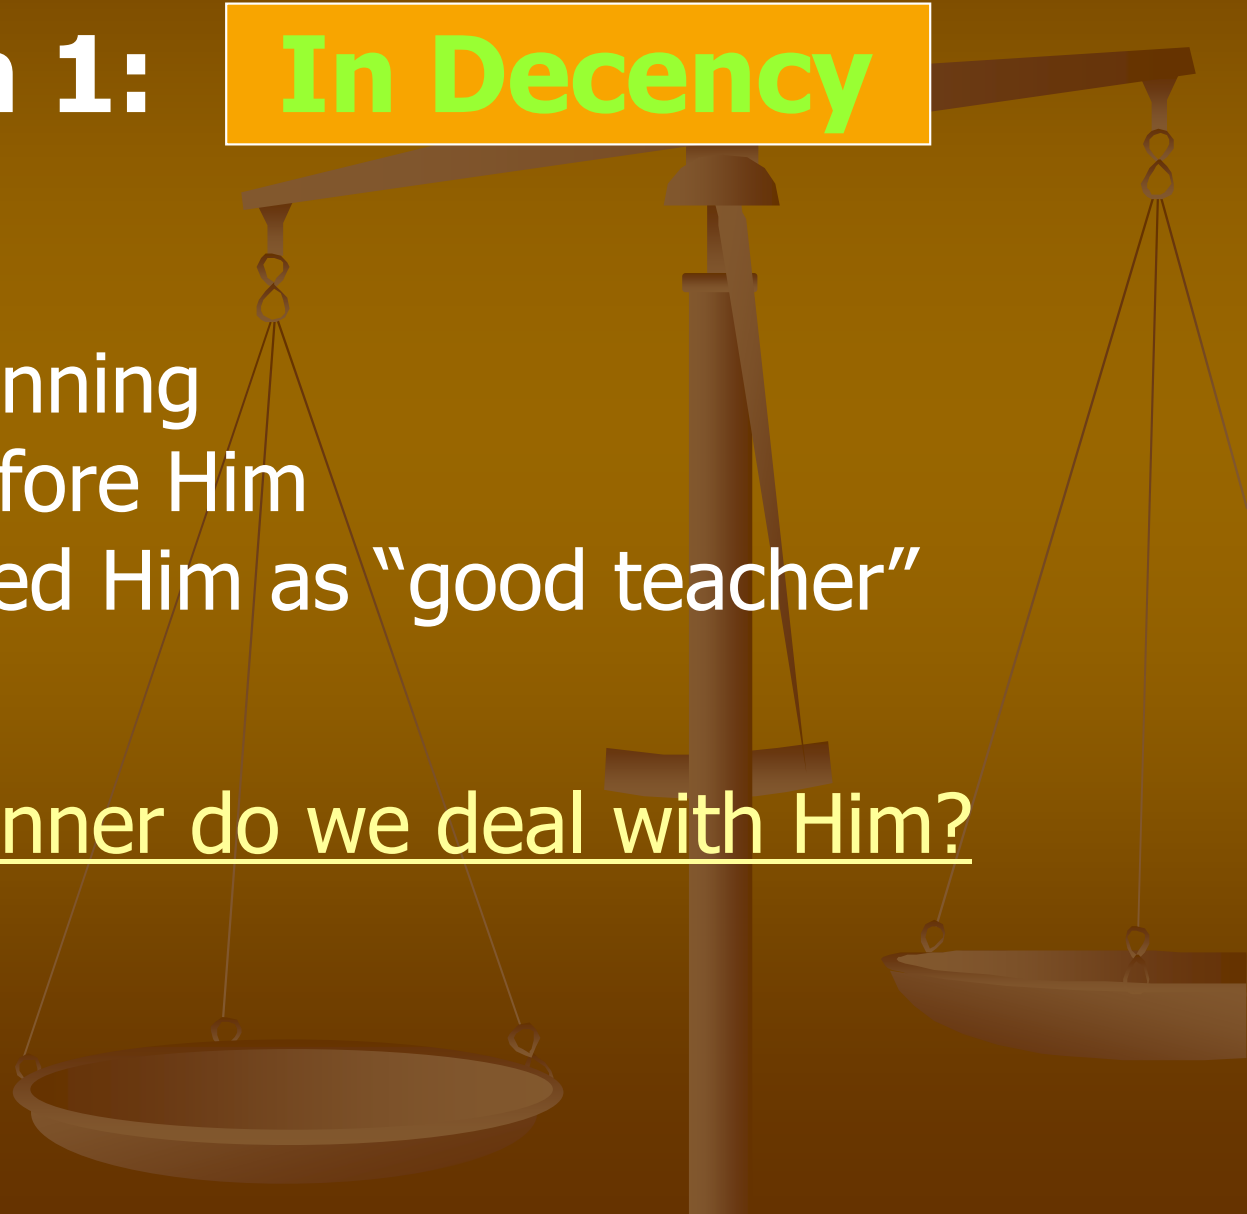 1: In Decency
nning
fore Him
ed Him as “good teacher”
nner do we deal with Him?